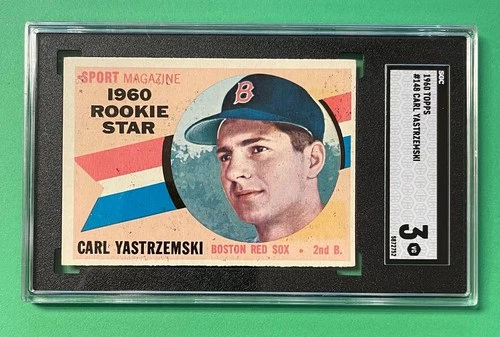 SPORT MAGAZINE
1960
ROOKIE
STAR
B
CARL YASTRZEMSKI BOSTON RED SOX • 2nd B.
SGC
1960 TOPPS
#148 CARL YASTRZEMSKI
3
VG